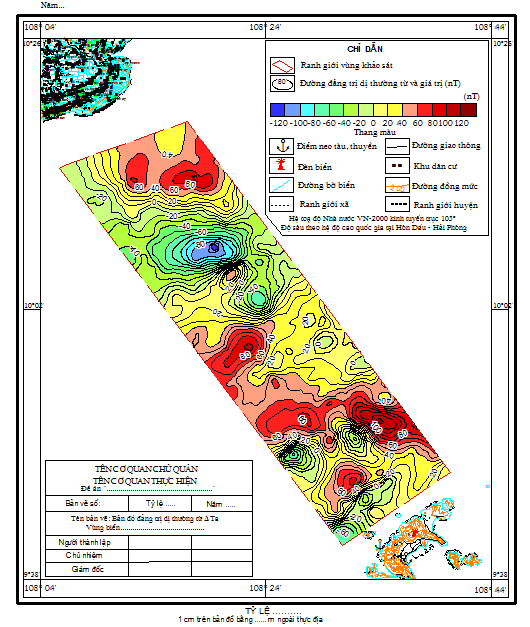 Năm...
108° 04'
108° 24'
108° 44'
10°26'
10°26'
CHỈ DẪN
Ranh giới vùng khảo sát
80
Đường đẳng trị dị thường từ và giá trị (nT)
(nT)
-120 -100 -80 -60 -40 -20 0 20 40 60 80 100 120
Thang màu
Điểm neo tàu, thuyền
Đường giao thông
Đèn biển
Khu dân cư
Đường bờ biển
Đường đồng mức
Ranh giới xã
Ranh giới huyện
Hệ toạ độ Nhà nước VN-2000 kinh tuyến trục 105°
Độ sâu theo hệ độ cao quốc gia tại Hòn Dấu - Hải Phòng
10°02'
10°02'
TÊN CƠ QUAN CHỦ QUẢN
TÊN CƠ QUAN THỰC HIỆN
Đề án "......................................"
Bản vẽ số:
Tỷ lệ .....
Năm .....
Tên bản vẽ: Bản đồ đẳng trị dị thường từ ΔTa
Vùng biển..............................
Người thành lập
Chủ nhiệm
Giám đốc
9°38'
9°38'
108° 04'
108° 24'
108° 44'
TỶ LỆ ..........
1 cm trên bản đồ bằng ...... m ngoài thực địa